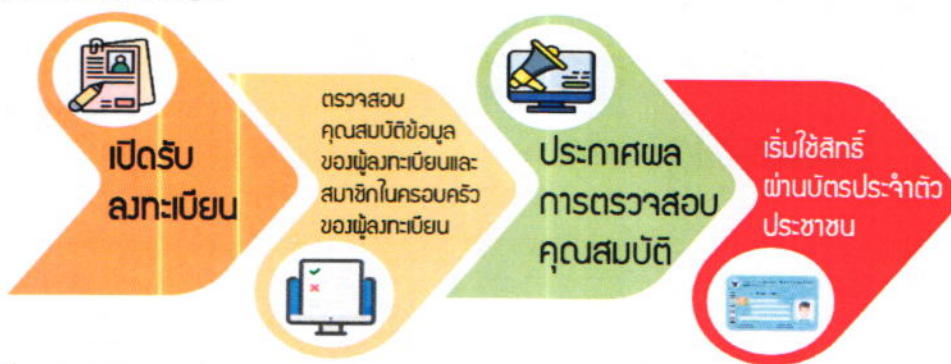 เปิดรับ
ลงทะเบียน
ตรวจสอบ
คุณสมบัติข้อมูล
ของผู้ลงทะเบียนและ
สมาชิกในครอบครัว
ของผู้ลงทะเบียน
ประกาศผล
การตรวจสอบ
คุณสมบัติ
เริ่มใช้สิทธิ์
ผ่านบัตรประจำตัว
ประชาชน